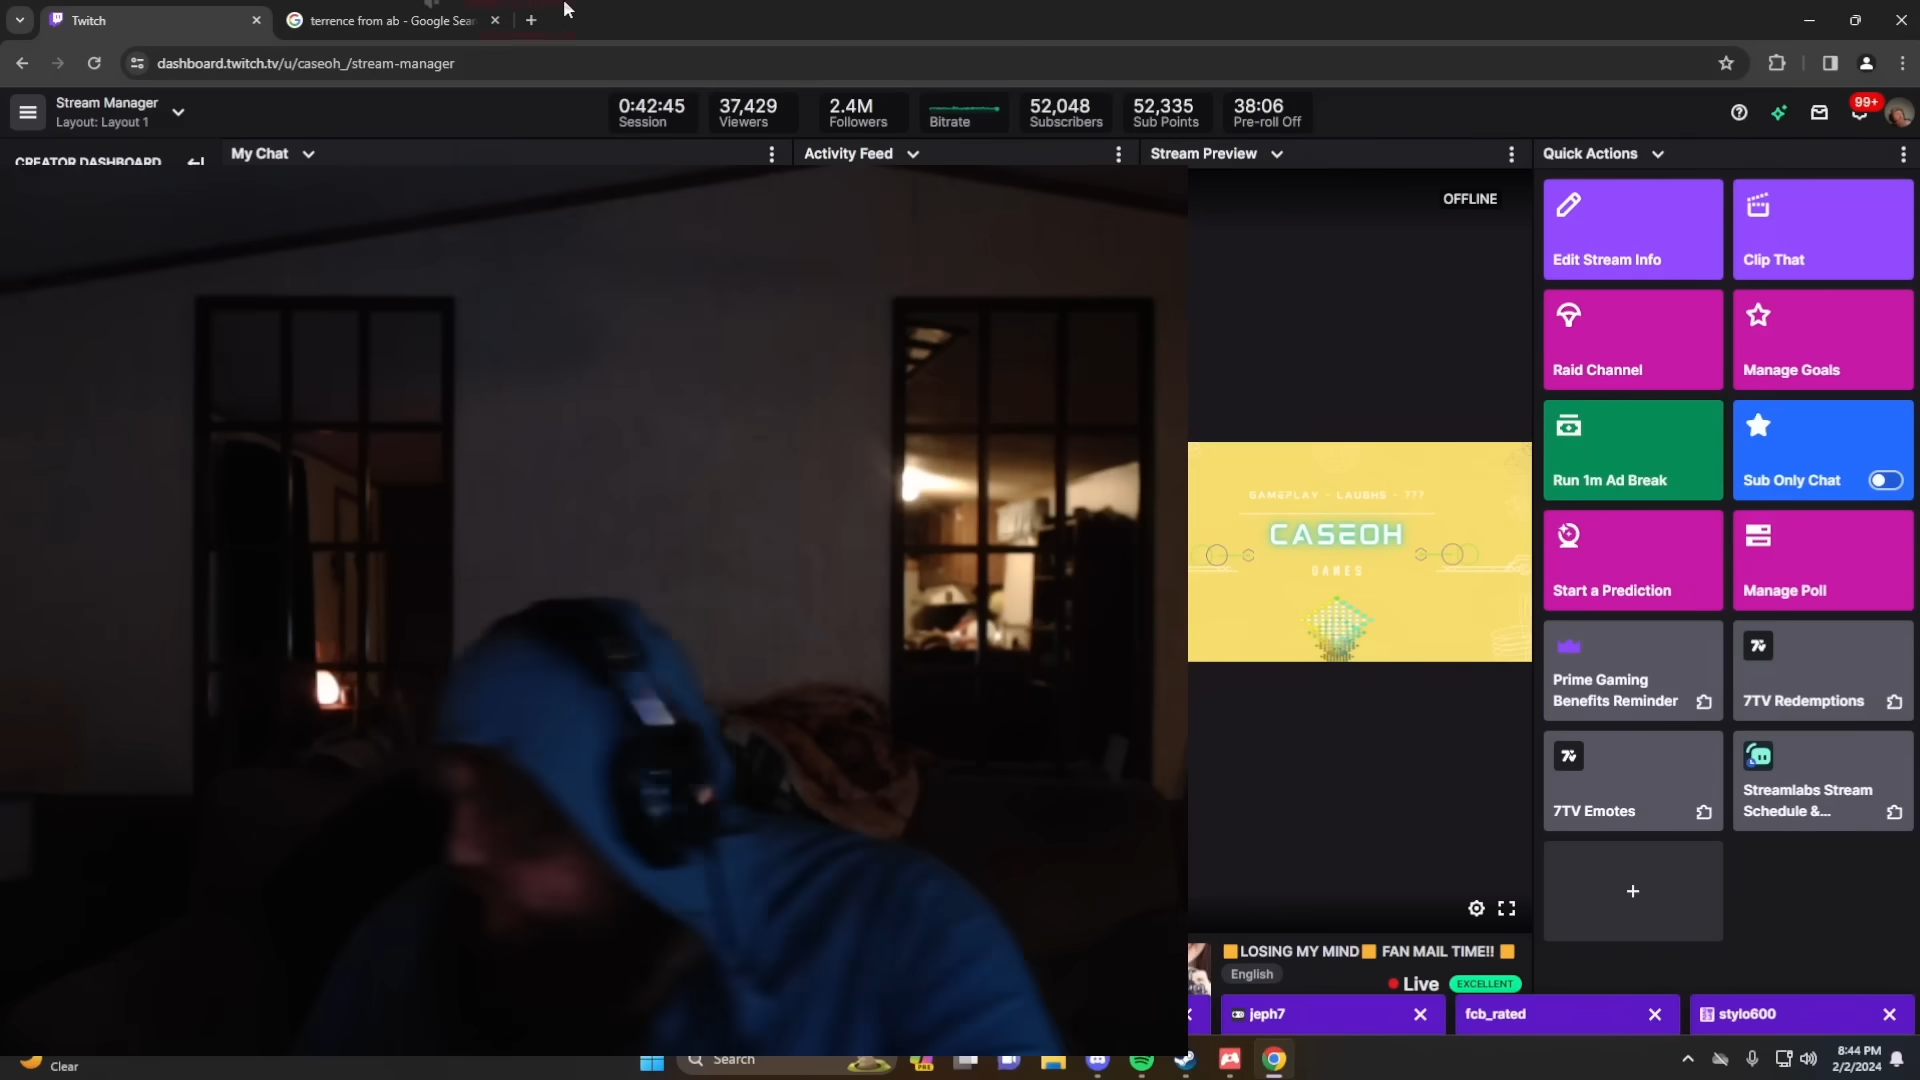 Twitch
terrence from ab - Google Sear
dashboard.twitch.tv/u/caseoh_/stream-manager
Stream Manager
Layout: Layout 1
0:42:45
Session
37,429
Viewers
2.4M
Followers
Bitrate
52,048
Subscribers
52,335
Sub Points
38:06
Pre-roll Off
99+
CREATOR DASHBOARD
My Chat
Activity Feed
Stream Preview
Quick Actions
OFFLINE
Edit Stream Info
Clip That
Raid Channel
Manage Goals
Run 1m Ad Break
Sub Only Chat
GAMEPLAY - LAUGHS - ???
CASEOH
GAMES
Start a Prediction
Manage Poll
Prime Gaming
Benefits Reminder
7TV Redemptions
7TV Emotes
Streamlabs Stream
Schedule &...
LOSING MY MIND FAN MAIL TIME!!
English
Live
EXCELLENT
jeph7
fcb_rated
stylo600
Clear
Search
PRE
8:44 PM
2/2/2024